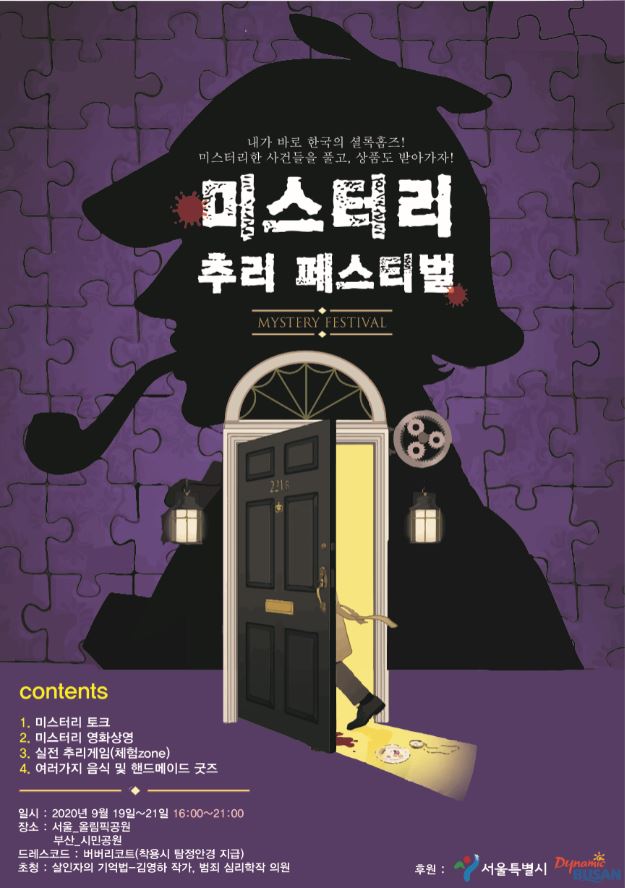 내가 바로 한국의 셜록홈즈!
미스터리한 사건들을 풀고, 상품도 받아가자!
미스터리
추리 페스티벌
MYSTERY FESTIVAL
221B
contents
1. 미스터리 토크
2. 미스터리 영화상영
3. 실전 추리게임(체험zone)
4. 여러가지 음식 및 핸드메이드 굿즈
일시 : 2020년 9월 19일~21일 16:00~21:00
장소 : 서울_올림픽공원
부산_시민공원
드레스코드 : 버버리코트(착용시 탐정안경 지급)
초청 : 살인자의 기억법-김영하 작가, 범죄 심리학작 의원
후원 : 서울특별시 Dynamic BUSAN